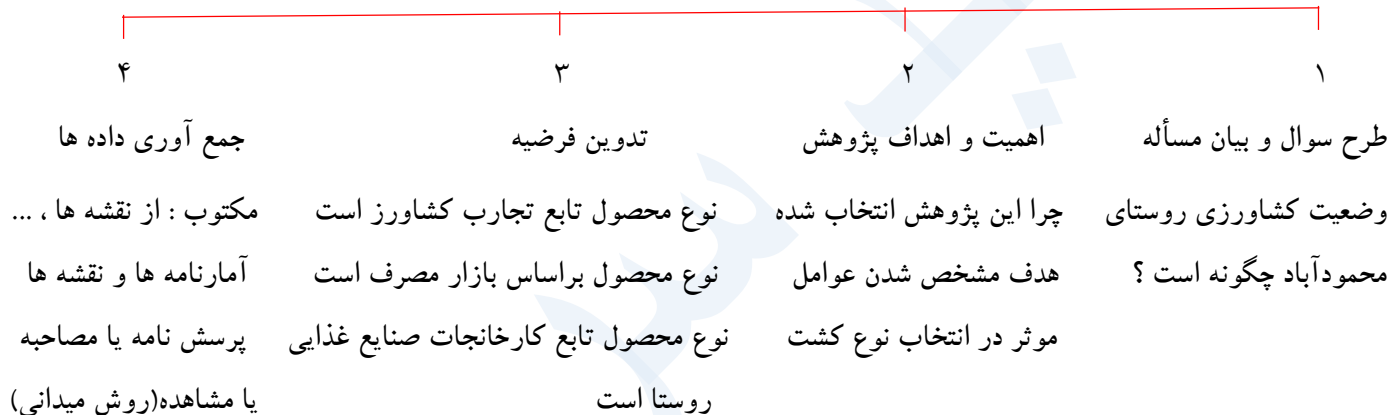 ۱
طرح سوال و بیان مسأله
وضعیت کشاورزی روستای
محمودآباد چگونه است ؟
۲
اهمیت و اهداف پژوهش
چرا این پژوهش انتخاب شده
هدف مشخص شدن عوامل
موثر در انتخاب نوع کشت
۳
تدوین فرضیه
نوع محصول تابع تجارب کشاورز است
نوع محصول براساس بازار مصرف است
نوع محصول تابع کارخانجات صنایع غذایی
روستا است
۴
جمع آوری داده ها
مکتوب : از نقشه ها ، ...
آمارنامه ها و نقشه ها
پرسش نامه یا مصاحبه
یا مشاهده(روش میدانی)